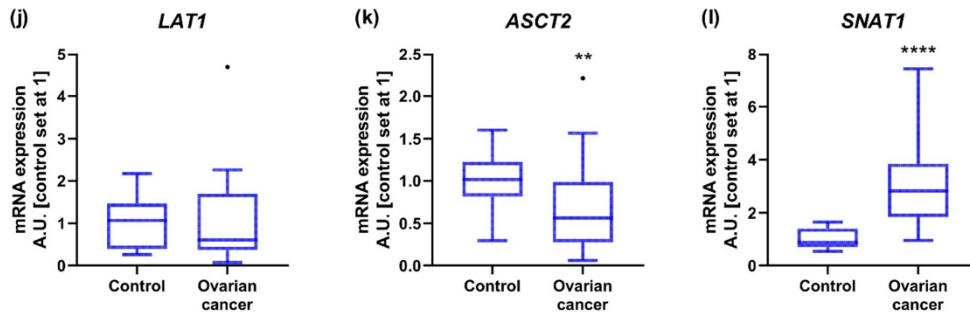 (j)
LAT1
mRNA expression
A.U. [control set at 1]
5
4
3
2
1
0
Control
Ovarian
cancer
(k)
ASCT2
**
mRNA expression
A.U. [control set at 1]
2.5
2.0
1.5
1.0
0.5
0.0
Control
Ovarian
cancer
(l)
SNAT1
****
mRNA expression
A.U. [control set at 1]
8
6
4
2
0
Control
Ovarian
cancer